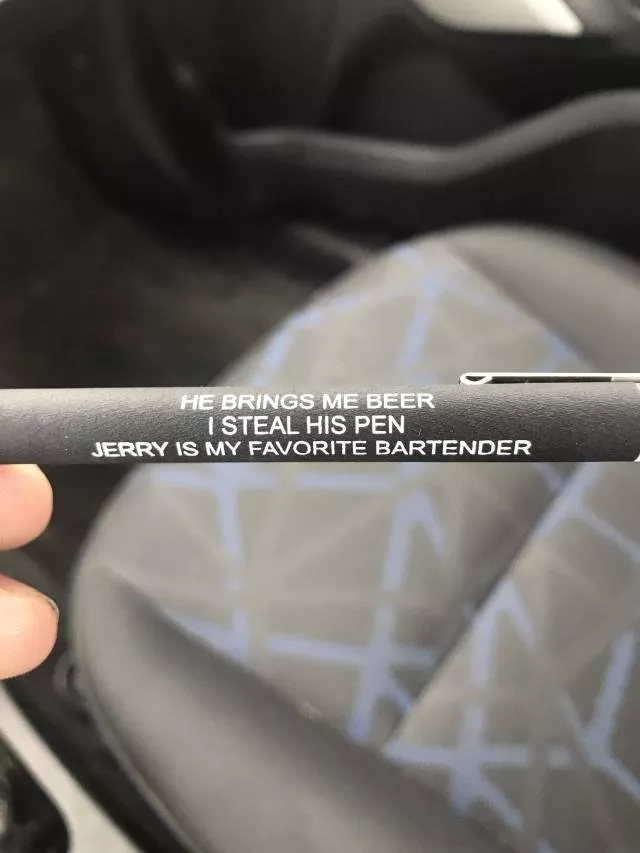 HE BRINGS ME BEER
I STEAL HIS PEN
JERRY IS MY FAVORITE BARTENDER